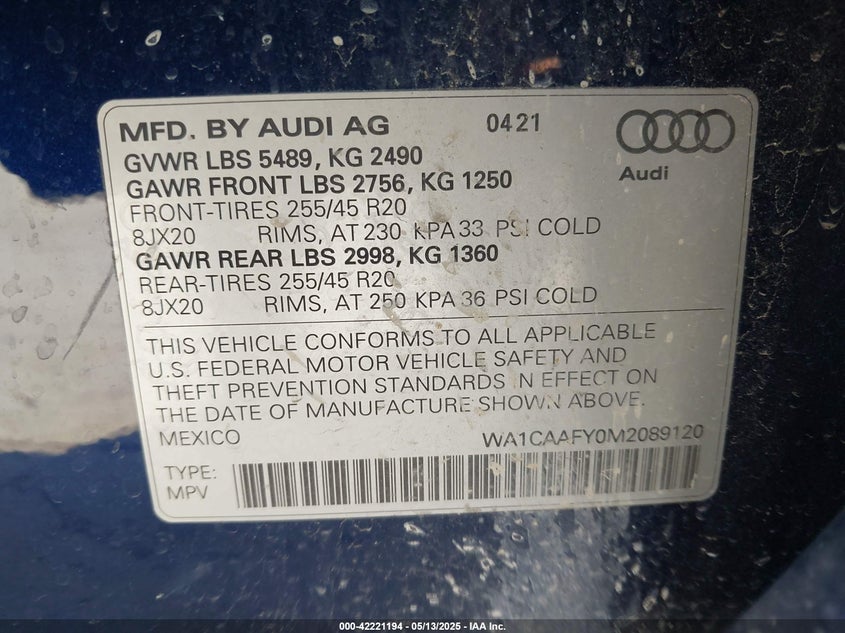 MFD. BY AUDI AG 0421
Audi
GVWR LBS 5489, KG 2490
GAWR FRONT LBS 2756, KG 1250
FRONT-TIRES 255/45 R20
8JX20 RIMS, AT 230 KPA 33 PSI COLD
GAWR REAR LBS 2998, KG 1360
REAR-TIRES 255/45 R20
8JX20 RIMS, AT 250 KPA 36 PSI COLD
THIS VEHICLE CONFORMS TO ALL APPLICABLE
U.S. FEDERAL MOTOR VEHICLE SAFETY AND
THEFT PREVENTION STANDARDS IN EFFECT ON
THE DATE OF MANUFACTURE SHOWN ABOVE.
MEXICO WA1CAAFY0M2089120
TYPE:
MPV
000-42221194 - 05/13/2025 - IAA Inc.